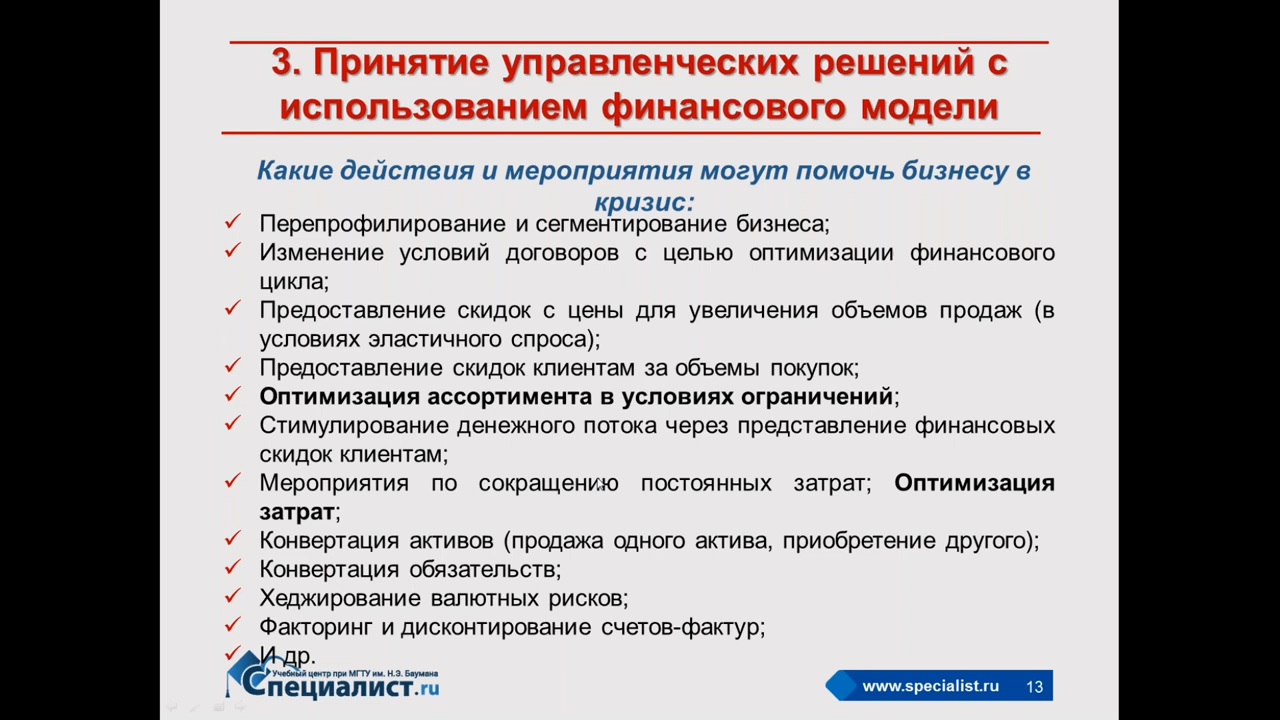 3. Принятие управленческих решений с
использованием финансового модели
Какие действия и мероприятия могут помочь бизнесу в
кризис:
Перепрофилирование и сегментирование бизнеса;
Изменение условий договоров с целью оптимизации финансового
цикла;
Предоставление скидок с цены для увеличения объемов продаж (в
условиях эластичного спроса);
Предоставление скидок клиентам за объемы покупок;
Оптимизация ассортимента в условиях ограничений;
Стимулирование денежного потока через представление финансовых
скидок клиентам;
Мероприятия по сокращению постоянных затрат; Оптимизация
затрат;
Конвертация активов (продажа одного актива, приобретение другого);
Конвертация обязательств;
Хеджирование валютных рисков;
Факторинг и дисконтирование счетов-фактур;
И др.
Учебный центр при МГТУ им. Н.Э. Баумана
Специалист.ru
www.specialist.ru 13